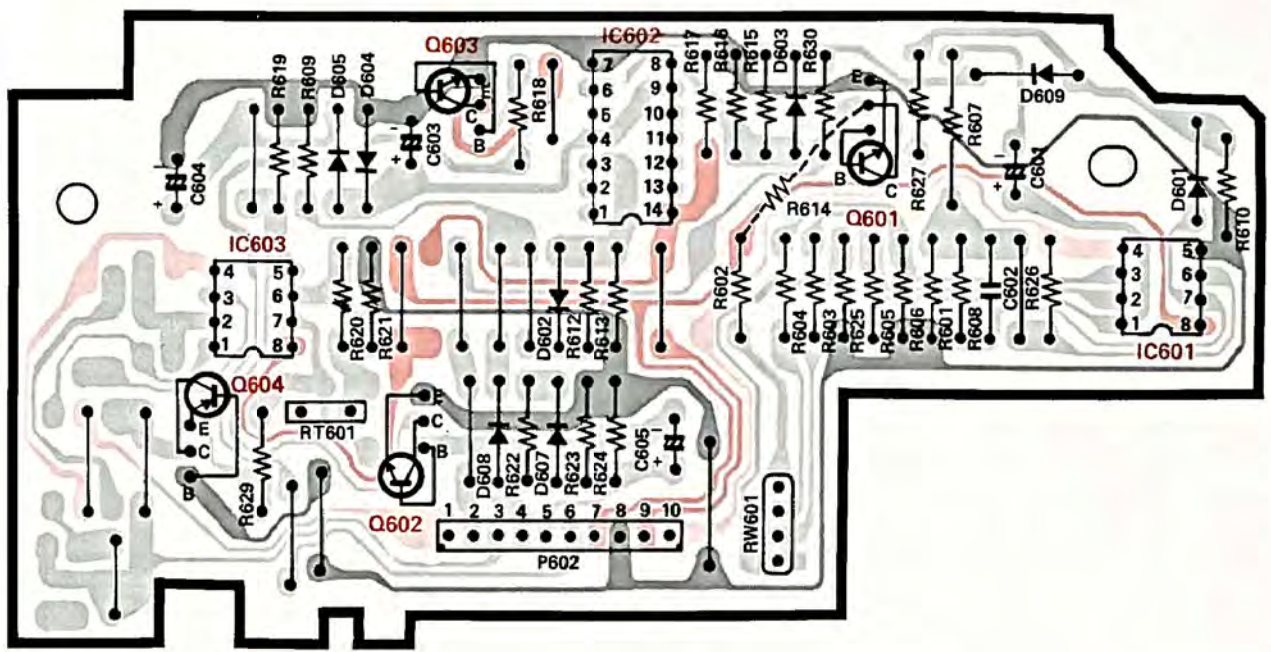 Q603
IC602
R619
R609
D605
D604
C603
E
C
B
R618
7
6
5
4
3
2
1
8
9
10
11
12
13
14
R617
R616
R615
D603
R630
E
B
C
Q601
R614
R627
R607
D609
C601
D601
R610
C604
IC603
4
3
2
1
5
6
7
8
R620
R621
D602
R612
R613
R602
R604
R603
R625
R605
R606
R601
R608
C602
R626
4
3
2
1
5
6
7
8
IC601
Q604
E
C
B
R629
RT601
E
C
B
Q602
D608
R622
D607
R623
R624
C605
1 2 3 4 5 6 7 8 9 10
P602
RW601
- +
- +
- +
- +